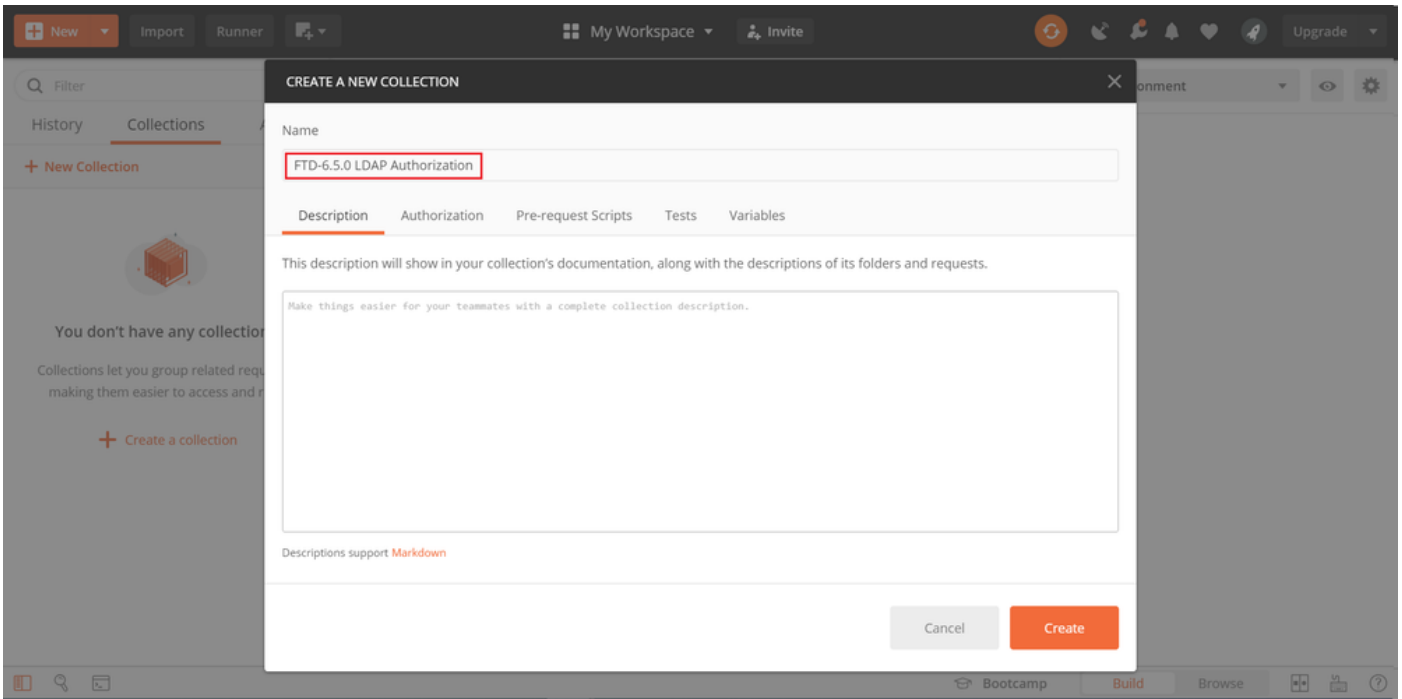 New
Import
Runner
My Workspace
Invite
Upgrade
Filter
onment
History
Collections
New Collection
You don't have any collection
Collections let you group related requ
making them easier to access and r
Create a collection
CREATE A NEW COLLECTION
Name
FTD-6.5.0 LDAP Authorization
Description Authorization Pre-request Scripts Tests Variables
This description will show in your collection's documentation, along with the descriptions of its folders and requests.
Make things easier for your teammates with a complete collection description.
Descriptions support Markdown
Cancel Create
Bootcamp Build Browse